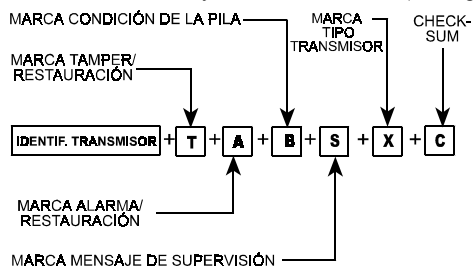 MARCA CONDICIÓN DE LA PILA
MARCA
TIPO
TRANSMISOR
CHECK-
SUM
MARCA TAMPER/
RESTAURACIÓN
IDENTIF. TRANSMISOR + T + A + B + S + X + C
MARCA ALARMA/
RESTAURACIÓN
MARCA MENSAJE DE SUPERVISIÓN